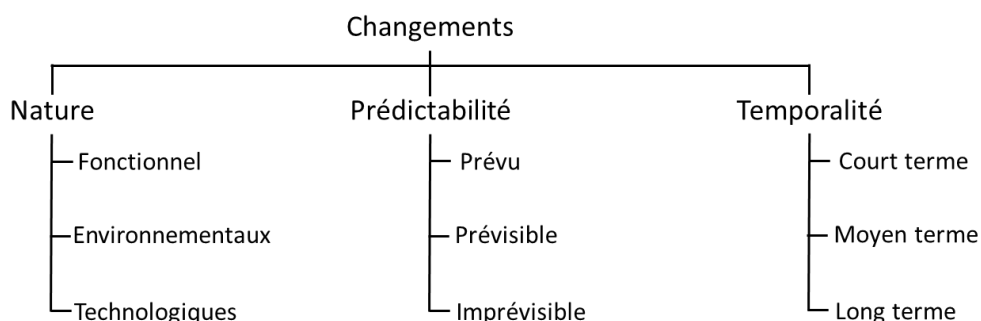 Changements
Nature
Prédictabilité
Temporalité
Fonctionnel
Prévu
Court terme
Environnementaux
Prévisible
Moyen terme
Technologiques
Imprévisible
Long terme